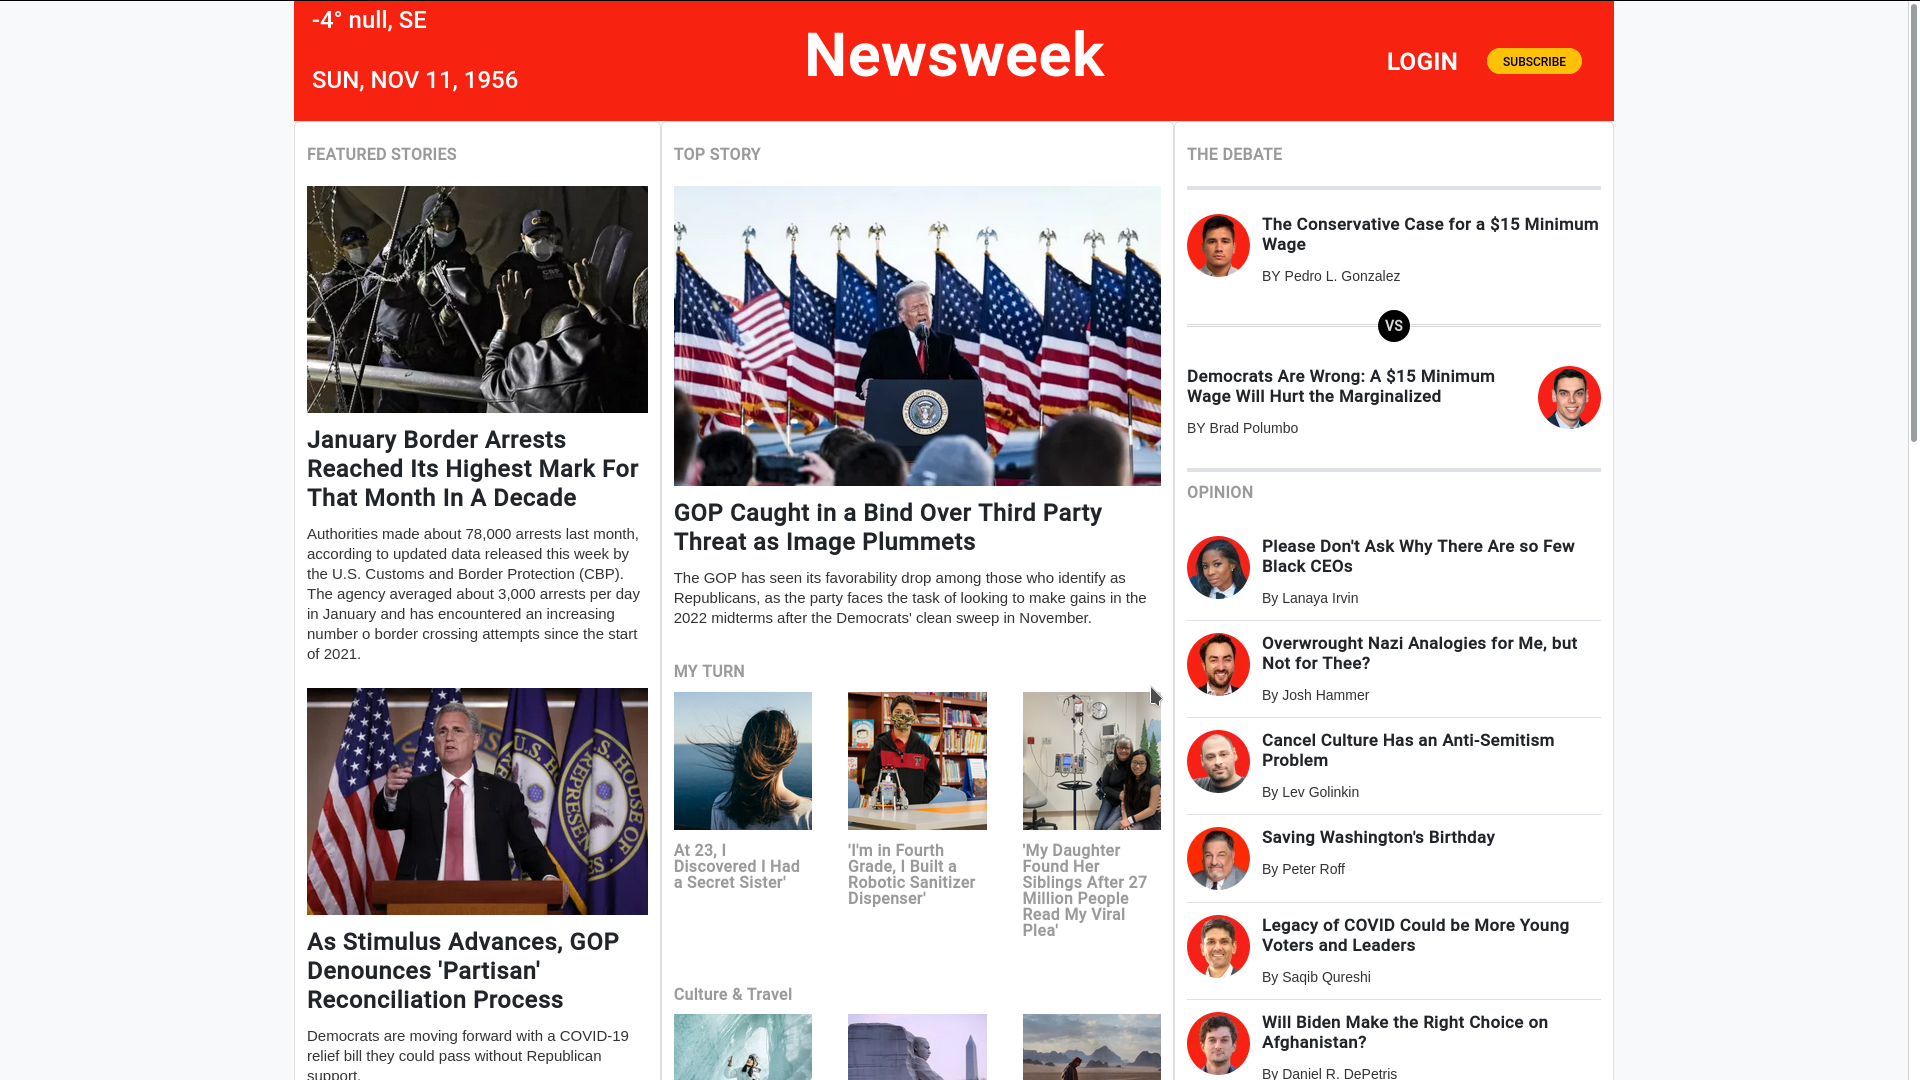 -4° null, SE
SUN, NOV 11, 1956
Newsweek
LOGIN
SUBSCRIBE
FEATURED STORIES
January Border Arrests
Reached Its Highest Mark For
That Month In A Decade
Authorities made about 78,000 arrests last month,
according to updated data released this week by
the U.S. Customs and Border Protection (CBP).
The agency averaged about 3,000 arrests per day
in January and has encountered an increasing
number o border crossing attempts since the start
of 2021.
As Stimulus Advances, GOP
Denounces 'Partisan'
Reconciliation Process
Democrats are moving forward with a COVID-19
relief bill they could pass without Republican
support.
TOP STORY
GOP Caught in a Bind Over Third Party
Threat as Image Plummets
The GOP has seen its favorability drop among those who identify as
Republicans, as the party faces the task of looking to make gains in the
2022 midterms after the Democrats' clean sweep in November.
MY TURN
At 23, I
Discovered I Had
a Secret Sister'
'I'm in Fourth
Grade, I Built a
Robotic Sanitizer
Dispenser'
'My Daughter
Found Her
Siblings After 27
Million People
Read My Viral
Plea'
Culture & Travel
THE DEBATE
The Conservative Case for a $15 Minimum
Wage
BY Pedro L. Gonzalez
VS
Democrats Are Wrong: A $15 Minimum
Wage Will Hurt the Marginalized
BY Brad Polumbo
OPINION
Please Don't Ask Why There Are so Few
Black CEOs
By Lanaya Irvin
Overwrought Nazi Analogies for Me, but
Not for Thee?
By Josh Hammer
Cancel Culture Has an Anti-Semitism
Problem
By Lev Golinkin
Saving Washington's Birthday
By Peter Roff
Legacy of COVID Could be More Young
Voters and Leaders
By Saqib Qureshi
Will Biden Make the Right Choice on
Afghanistan?
By Daniel R. DePetris